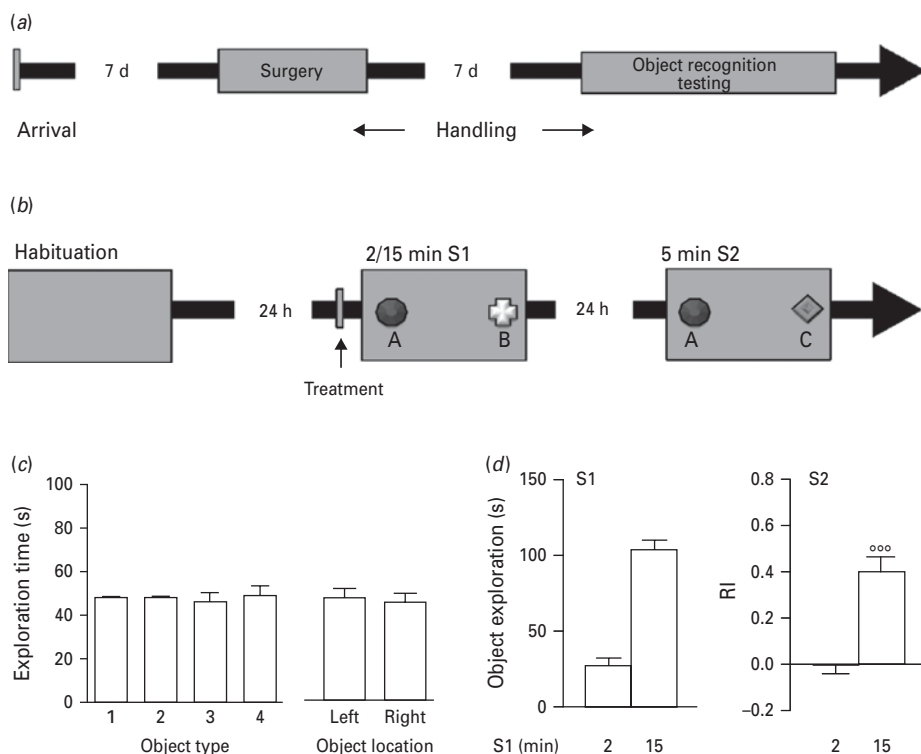 (a)
7 d
Surgery
7 d
Object recognition
testing
Arrival
Handling
(b)
Habituation
2/15 min S1
5 min S2
24 h
24 h
A
B
A
C
Treatment
(c)
100
80
60
40
20
0
Exploration time (s)
1 2 3 4
Object type
Left Right
Object location
(d)
S1
150
100
50
0
Object exploration (s)
S1 (min) 2 15
S2
0.8
0.6
0.4
0.2
0.0
–0.2
RI
°°°
2 15